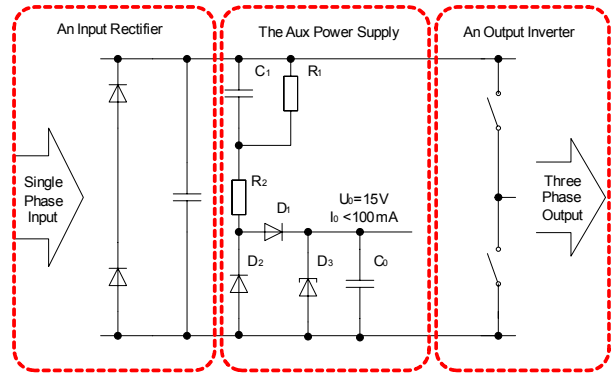 An Input Rectifier
The Aux Power Supply
An Output Inverter
C1
R1
Single
Phase
Input
R2
U0=15V
I0 <100mA
D1
Three
Phase
Output
D2
D3
C0